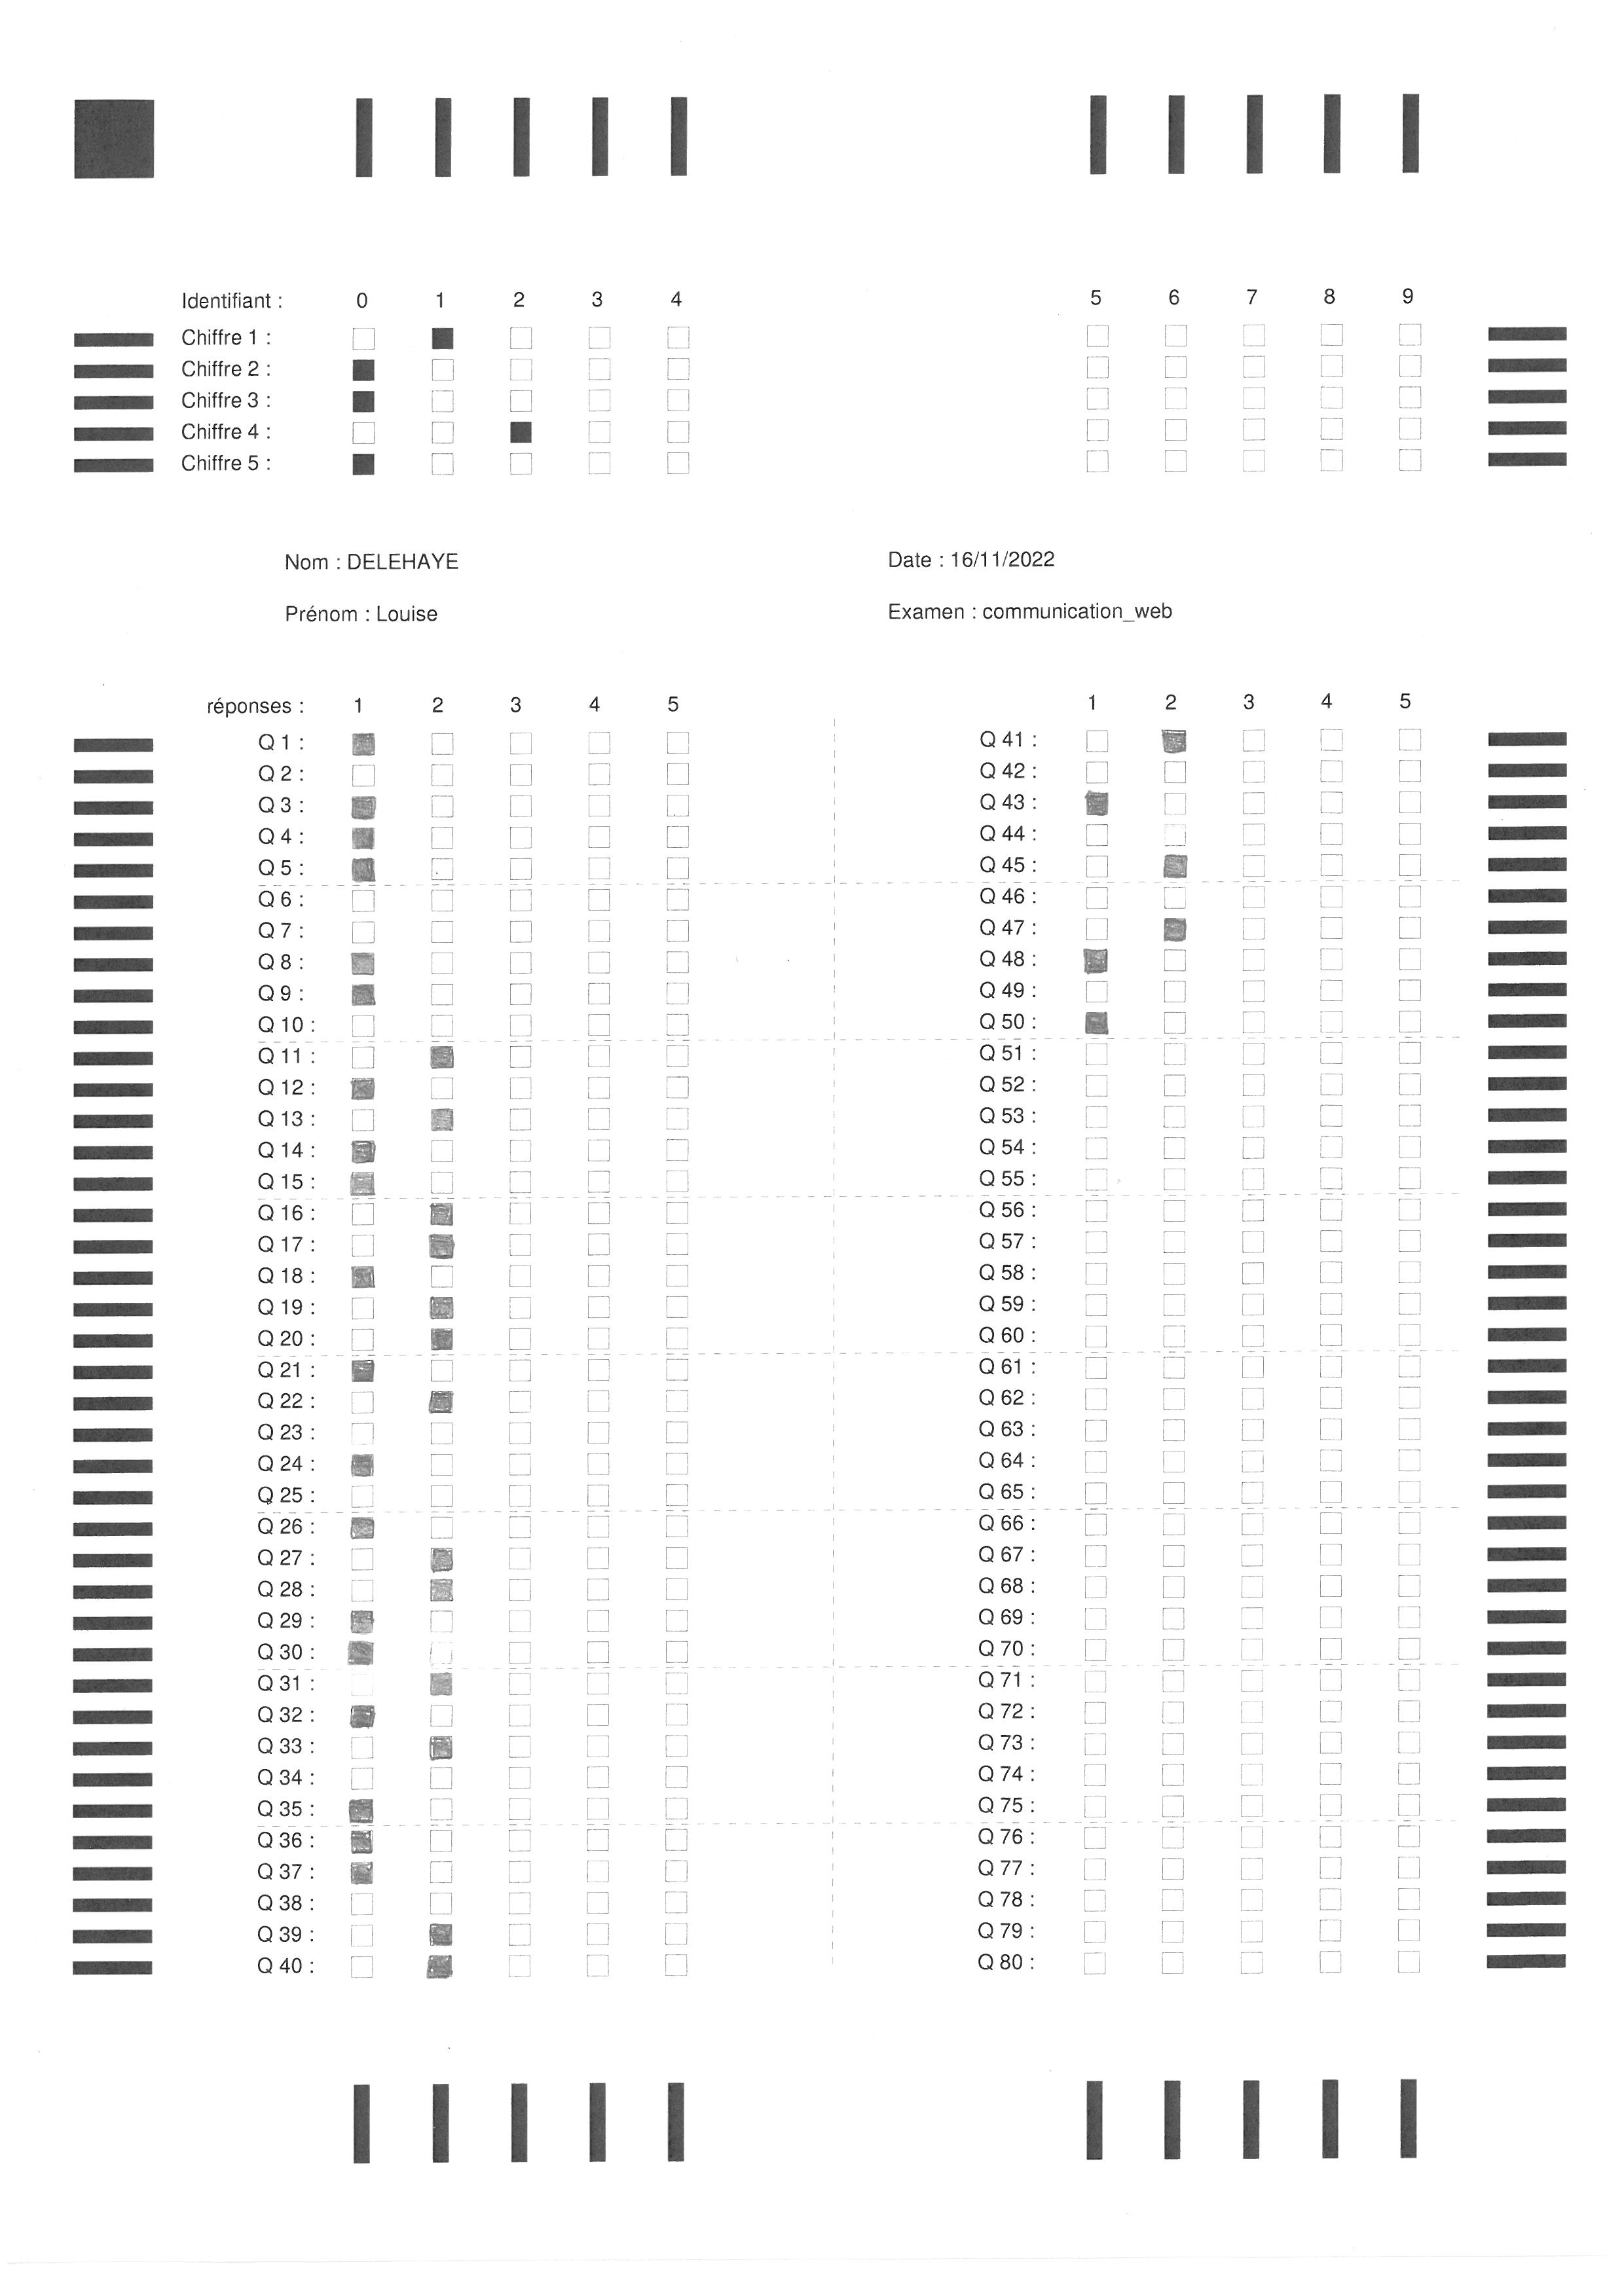 Identifiant : 0 1 2 3 4 5 6 7 8 9
Chiffre 1 :
Chiffre 2 :
Chiffre 3 :
Chiffre 4 :
Chiffre 5 :
Nom : DELEHAYE
Date : 16/11/2022
Prénom : Louise
Examen : communication_web
réponses : 1 2 3 4 5
Q 1 :
Q 2 :
Q 3 :
Q 4 :
Q 5 :
Q 6 :
Q 7 :
Q 8 :
Q 9 :
Q 10 :
Q 11 :
Q 12 :
Q 13 :
Q 14 :
Q 15 :
Q 16 :
Q 17 :
Q 18 :
Q 19 :
Q 20 :
Q 21 :
Q 22 :
Q 23 :
Q 24 :
Q 25 :
Q 26 :
Q 27 :
Q 28 :
Q 29 :
Q 30 :
Q 31 :
Q 32 :
Q 33 :
Q 34 :
Q 35 :
Q 36 :
Q 37 :
Q 38 :
Q 39 :
Q 40 :
1 2 3 4 5
Q 41 :
Q 42 :
Q 43 :
Q 44 :
Q 45 :
Q 46 :
Q 47 :
Q 48 :
Q 49 :
Q 50 :
Q 51 :
Q 52 :
Q 53 :
Q 54 :
Q 55 :
Q 56 :
Q 57 :
Q 58 :
Q 59 :
Q 60 :
Q 61 :
Q 62 :
Q 63 :
Q 64 :
Q 65 :
Q 66 :
Q 67 :
Q 68 :
Q 69 :
Q 70 :
Q 71 :
Q 72 :
Q 73 :
Q 74 :
Q 75 :
Q 76 :
Q 77 :
Q 78 :
Q 79 :
Q 80 :